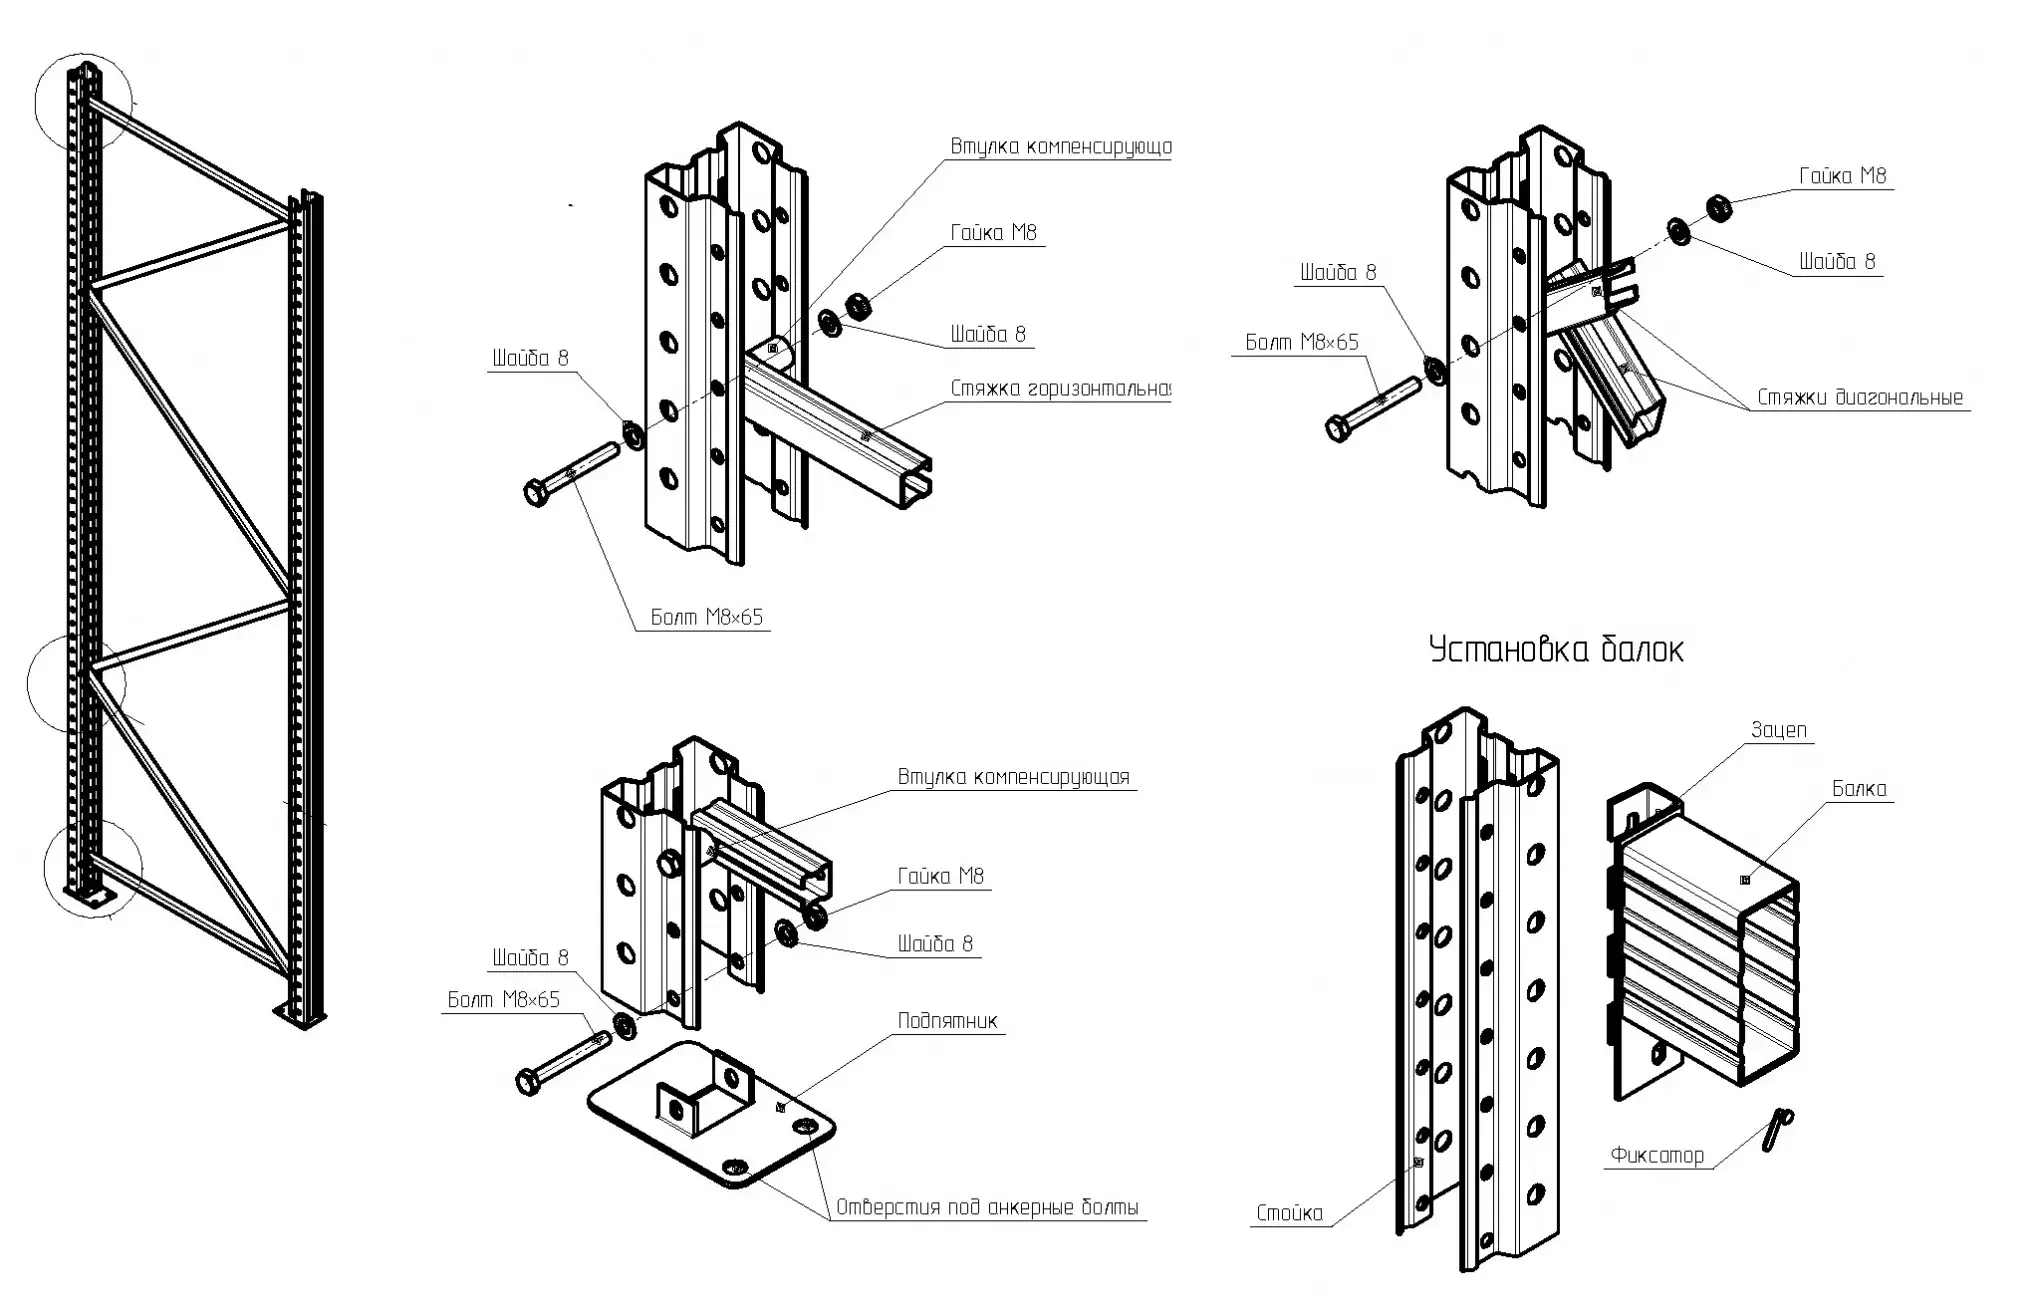 Втулка компенсирующа
Гайка М8
Шайба 8
Шайба 8
Стяжка горизонтальна
Болт М8×65
Гайка М8
Шайба 8
Шайба 8
Болт М8×65
Стяжки диагональные
Втулка компенсирующая
Гайка М8
Шайба 8
Шайба 8
Болт М8×65
Подпятник
Отверстия под анкерные болты
Установка балок
Зацеп
Балка
Фиксатор
Стойка